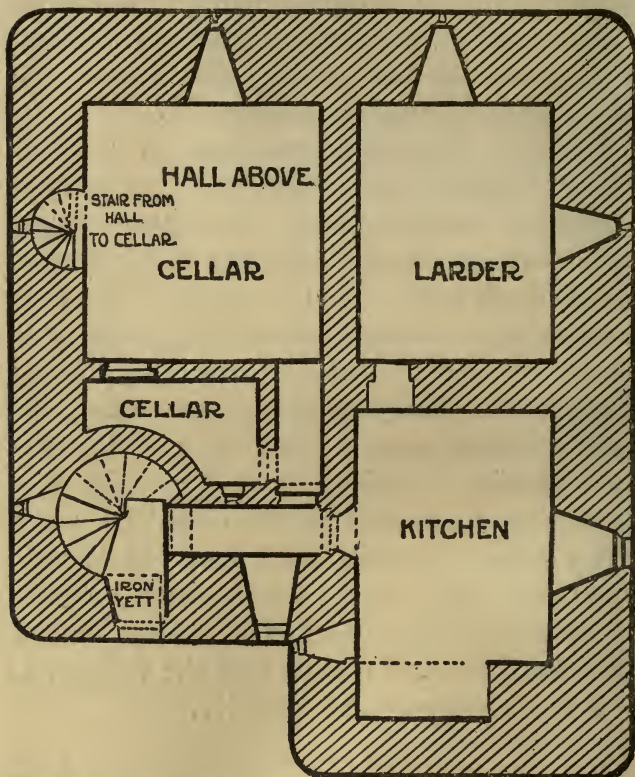 HALL ABOVE
STAIR FROM
HALL
TO CELLAR
CELLAR
LARDER
CELLAR
KITCHEN
IRON
YETT